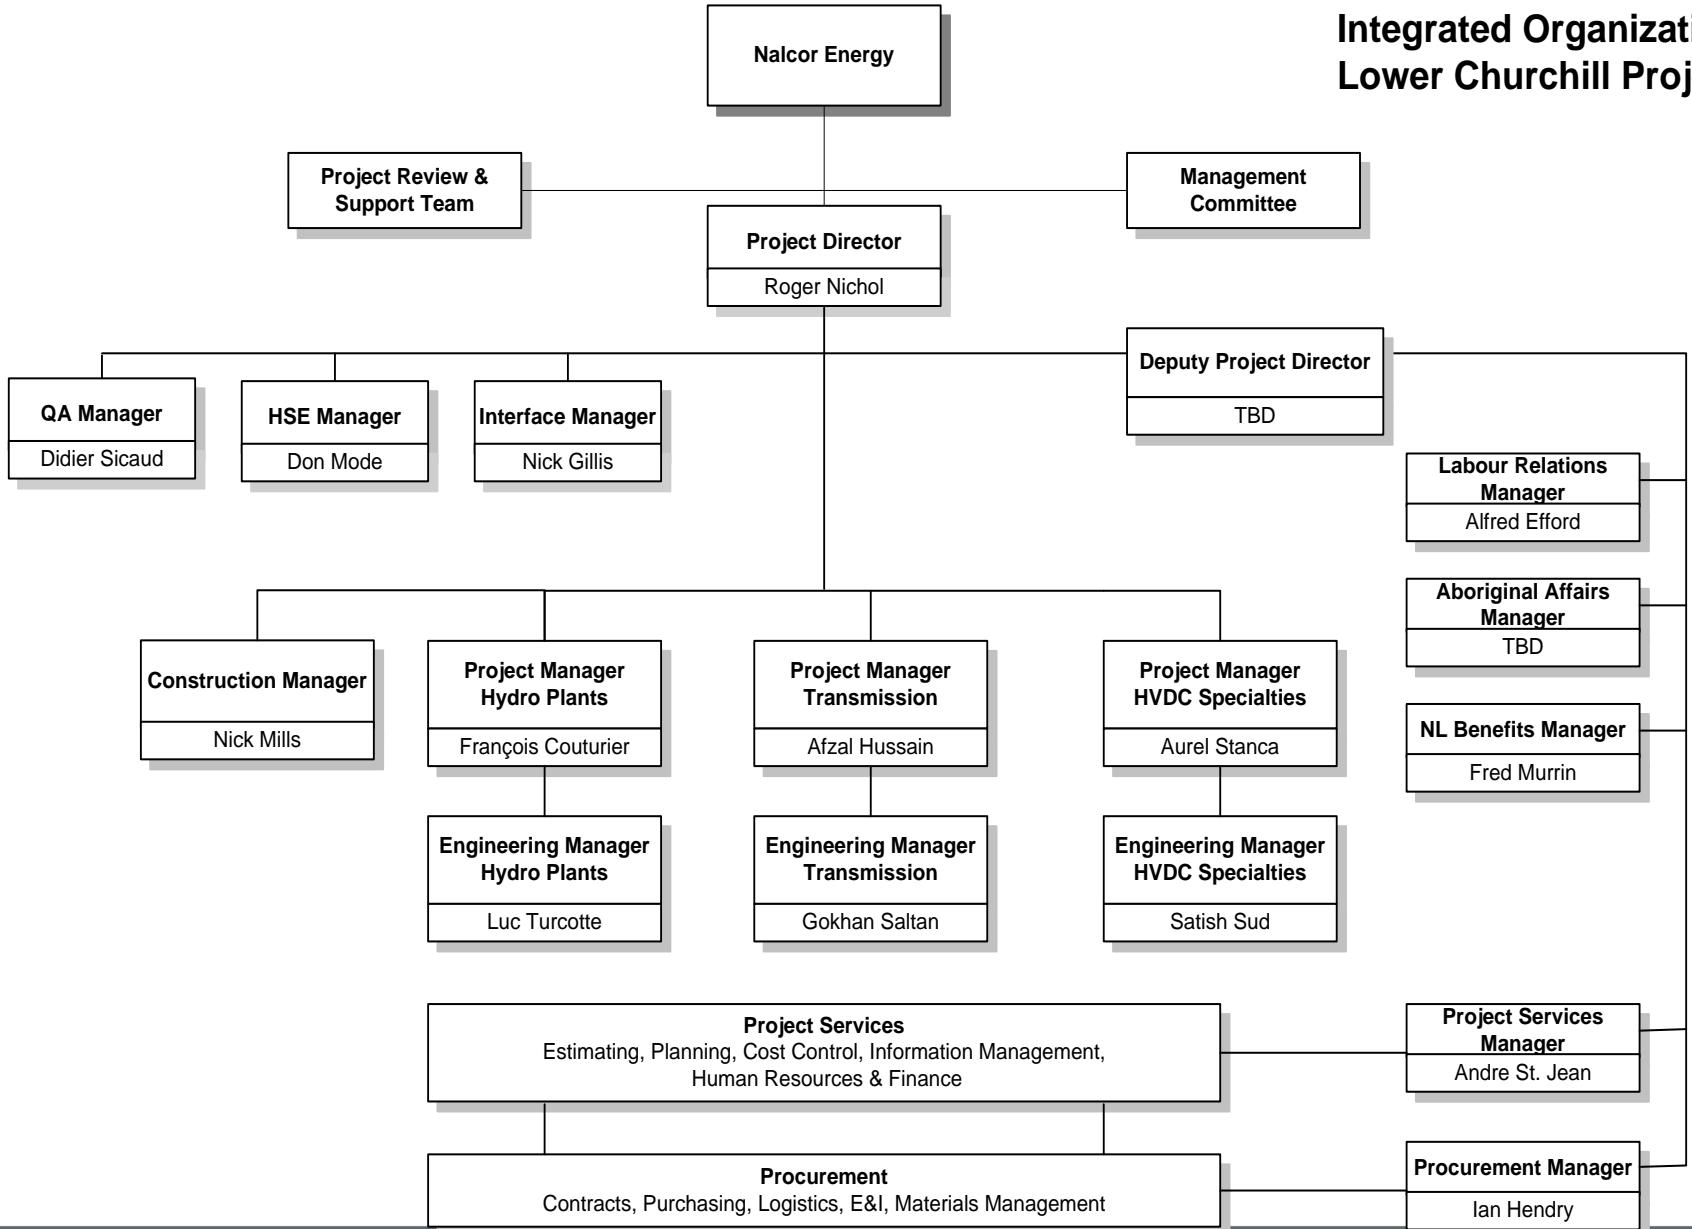 Integrated Organizati
Lower Churchill Proj
Nalcor Energy
Project Review &
Support Team
Management
Committee
Project Director
Roger Nichol
Deputy Project Director
TBD
QA Manager
Didier Sicaud
HSE Manager
Don Mode
Interface Manager
Nick Gillis
Labour Relations
Manager
Alfred Efford
Aboriginal Affairs
Manager
TBD
NL Benefits Manager
Fred Murrin
Construction Manager
Nick Mills
Project Manager
Hydro Plants
François Couturier
Project Manager
Transmission
Afzal Hussain
Project Manager
HVDC Specialties
Aurel Stanca
Engineering Manager
Hydro Plants
Luc Turcotte
Engineering Manager
Transmission
Gokhan Saltan
Engineering Manager
HVDC Specialties
Satish Sud
Project Services
Estimating, Planning, Cost Control, Information Management,
Human Resources & Finance
Project Services
Manager
Andre St. Jean
Procurement
Contracts, Purchasing, Logistics, E&I, Materials Management
Procurement Manager
Ian Hendry